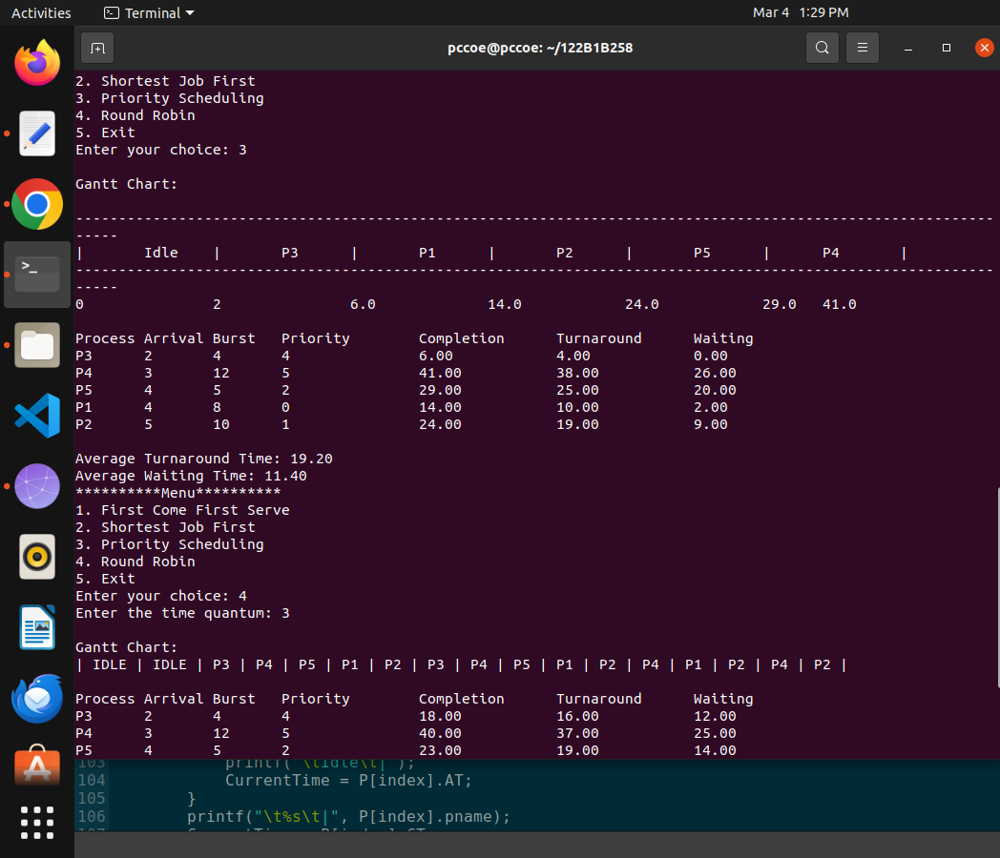 Activities Terminal Mar 4 1:29 PM
pccoe@pccoe: ~/122B1B258
2. Shortest Job First
3. Priority Scheduling
4. Round Robin
5. Exit
Enter your choice: 3
Gantt Chart:
-----------------------------------------------------------------------------------------------------------
-----
| Idle | P3 | P1 | P2 | P5 | P4 |
-----------------------------------------------------------------------------------------------------------
-----
0 2 6.0 14.0 24.0 29.0 41.0
Process Arrival Burst Priority Completion Turnaround Waiting
P3 2 4 4 6.00 4.00 0.00
P4 3 12 5 41.00 38.00 26.00
P5 4 5 2 29.00 25.00 20.00
P1 4 8 0 14.00 10.00 2.00
P2 5 10 1 24.00 19.00 9.00
Average Turnaround Time: 19.20
Average Waiting Time: 11.40
**********Menu**********
1. First Come First Serve
2. Shortest Job First
3. Priority Scheduling
4. Round Robin
5. Exit
Enter your choice: 4
Enter the time quantum: 3
Gantt Chart:
| IDLE | IDLE | P3 | P4 | P5 | P1 | P2 | P3 | P4 | P5 | P1 | P2 | P4 | P1 | P2 | P4 | P2 |
Process Arrival Burst Priority Completion Turnaround Waiting
P3 2 4 4 18.00 16.00 12.00
P4 3 12 5 40.00 37.00 25.00
P5 4 5 2 23.00 19.00 14.00
103 printf("\tIdle\t|");
104 CurrentTime = P[index].AT;
105 }
106 printf("\t%s\t|", P[index].pname);